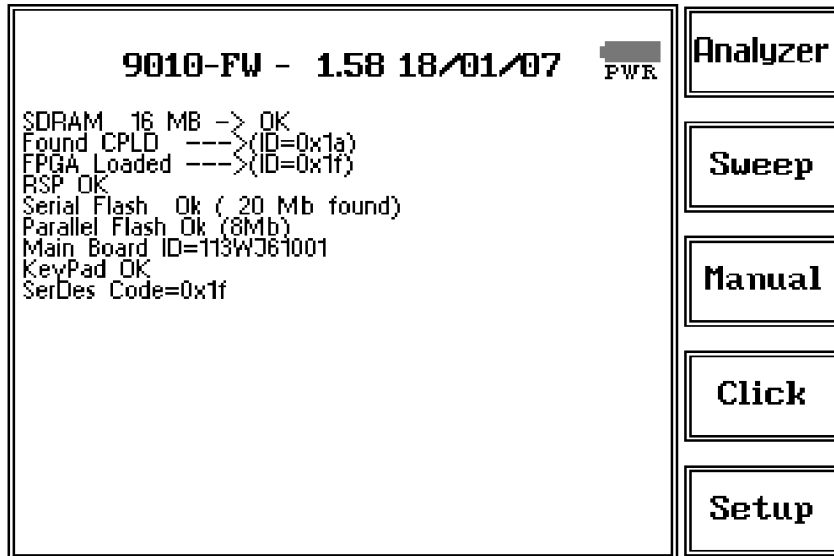 9010-FW - 1.58 18/01/07
PWR
SDRAM 16 MB -> OK
Found CPLD --->(ID=0x1a)
FPGA Loaded --->(ID=0x1f)
RSP OK
Serial Flash Ok ( 20 Mb found)
Parallel Flash Ok (8Mb)
Main Board ID=113WJ61001
KeyPad OK
SerDes Code=0x1f
Analyzer
Sweep
Manual
Click
Setup